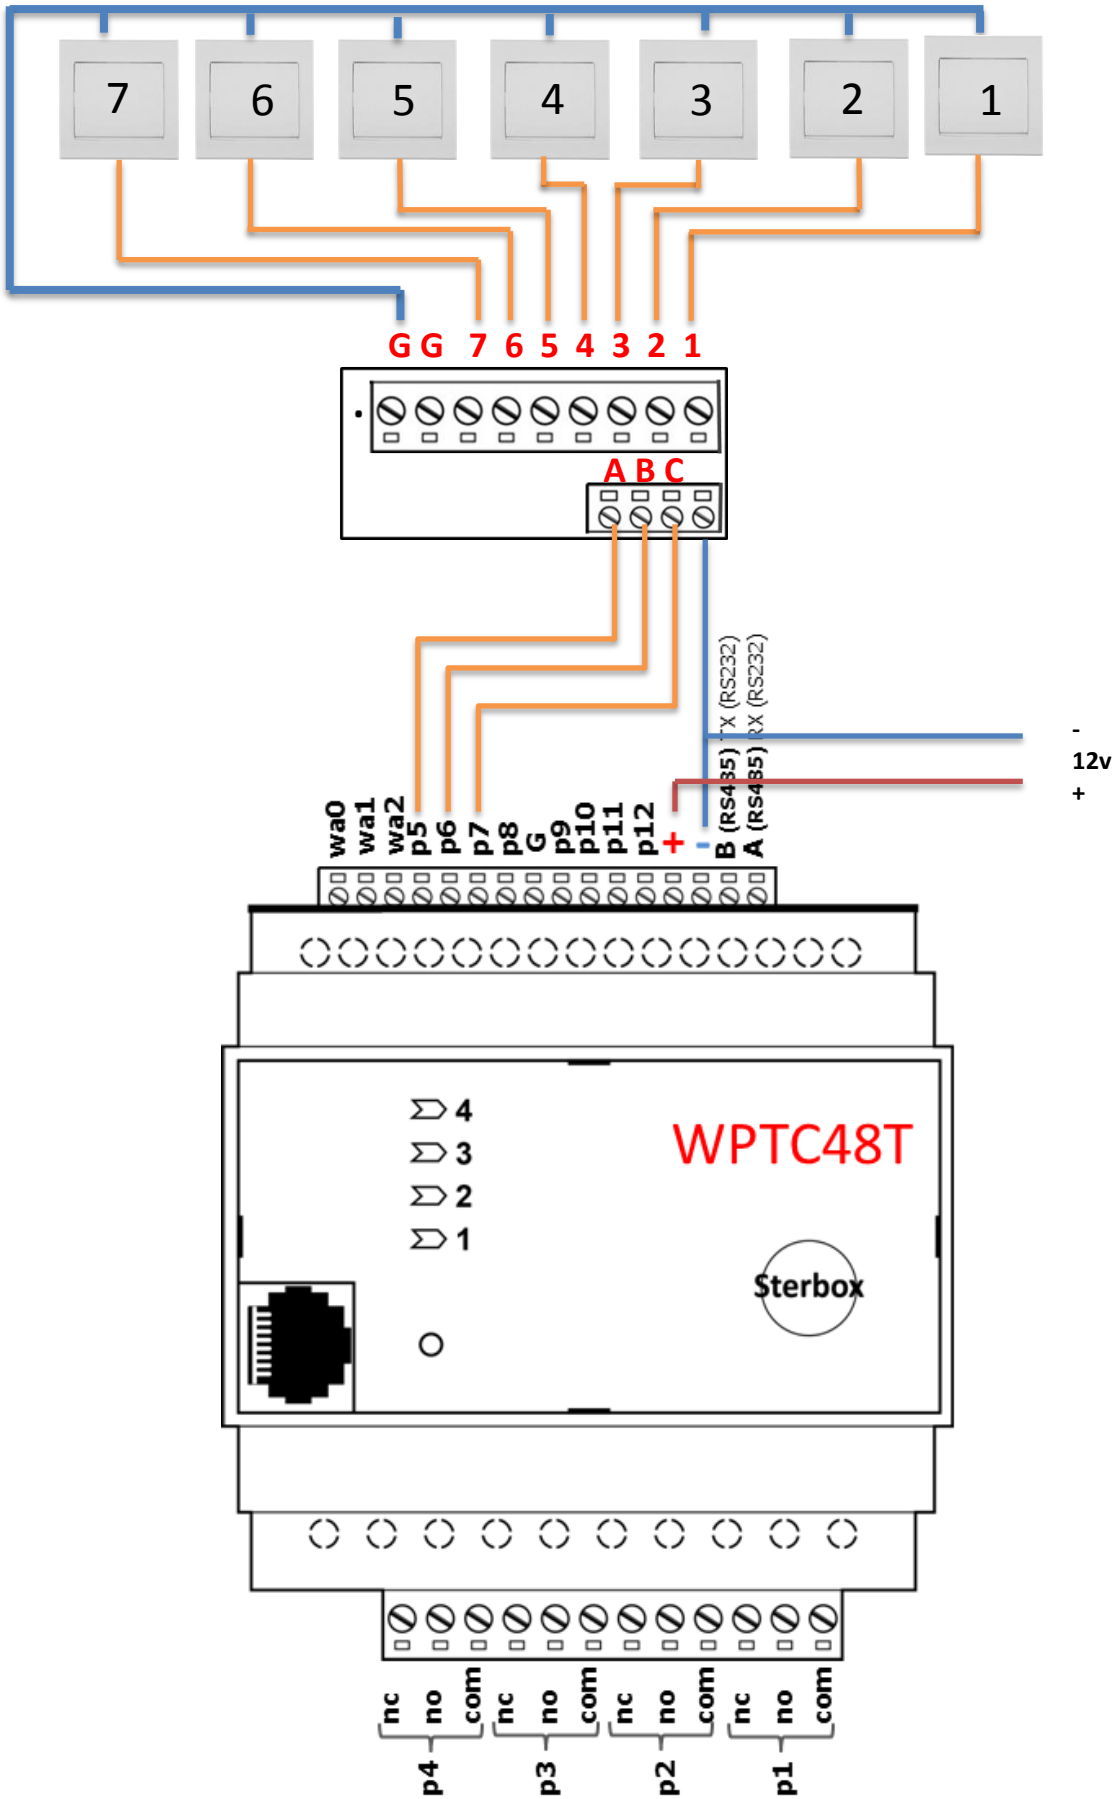 7 6 5 4 3 2 1
G G 7 6 5 4 3 2 1
A B C
-
12v
+
wa0
wa1
wa2
p5
p6
p7
p8
G
p9
p10
p11
p12
+
-
B (RS485) TX (RS232)
A (RS485) RX (RS232)
4
3
2
1
WPTC48T
Sterbox
nc no com nc no com nc no com nc no com
p4 p3 p2 p1